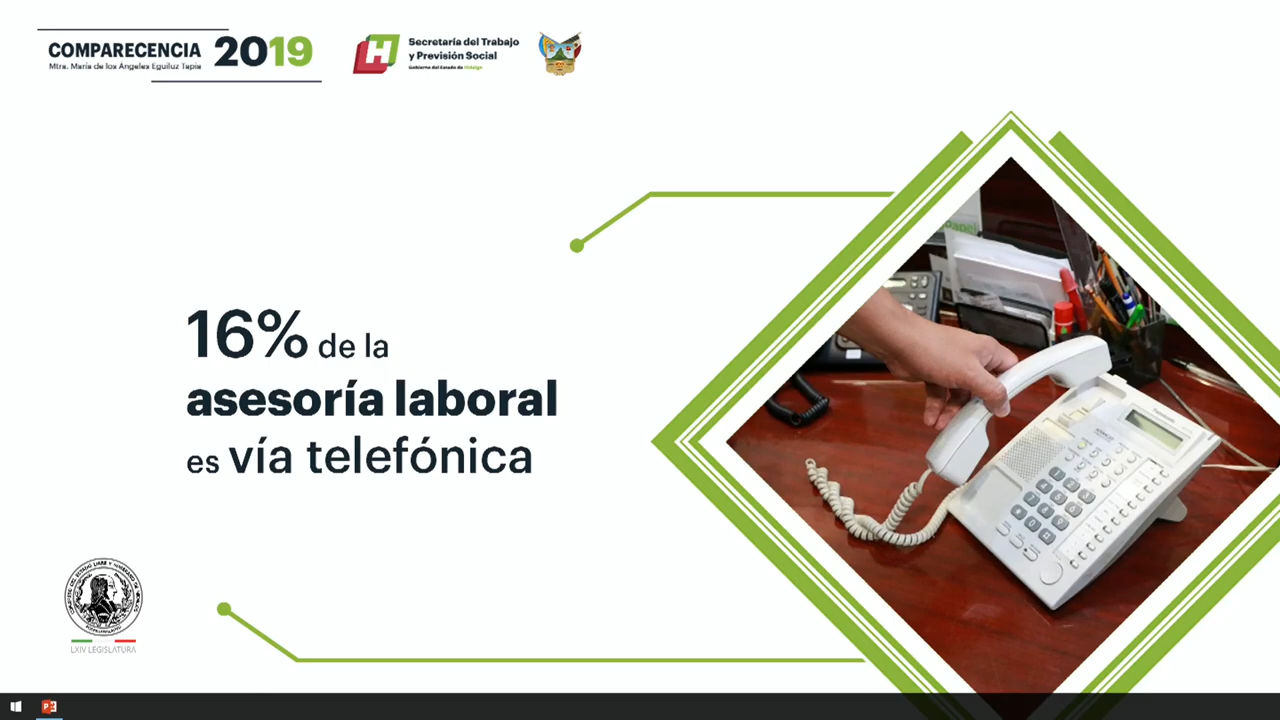 COMPARECENCIA 2019
Mtra. María de los Ángeles Eguiluz Tapia
Secretaría del Trabajo
y Previsión Social
Gobierno del Estado de Hidalgo
16% de la
asesoría laboral
es vía telefónica
LXIV LEGISLATURA